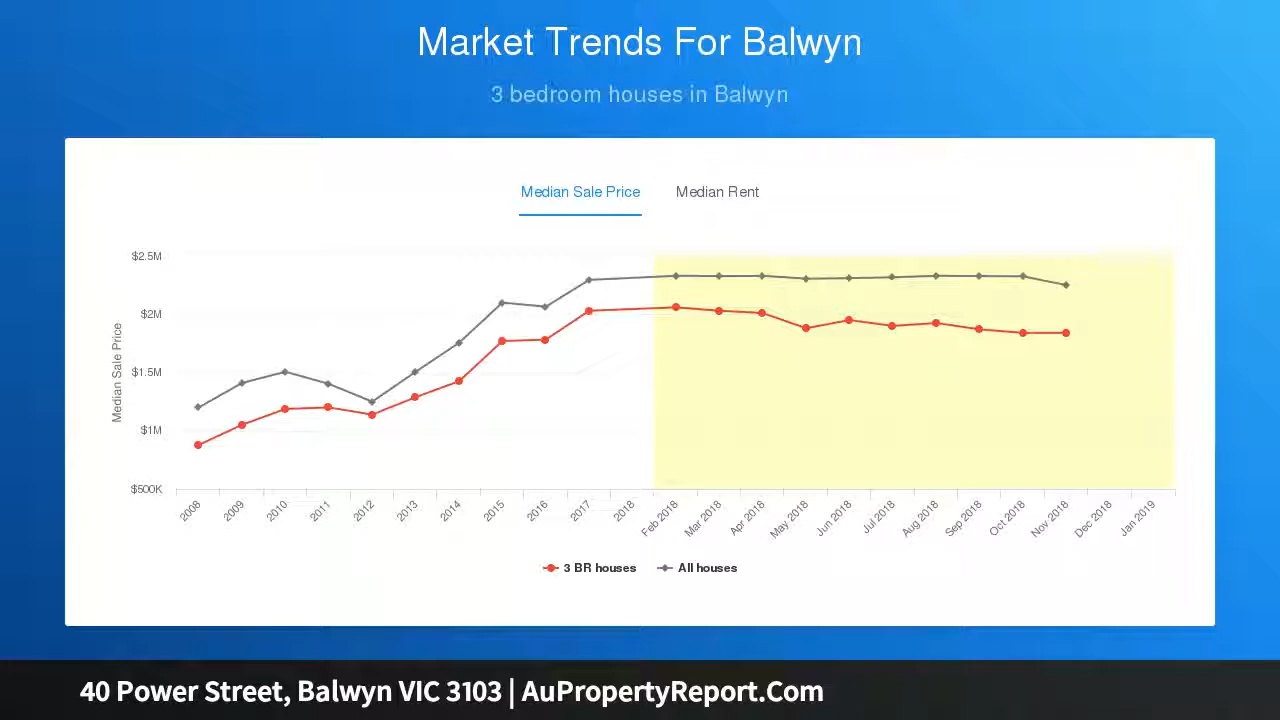 Market Trends For Balwyn
3 bedroom houses in Balwyn
Median Sale Price Median Rent
$2.5M
$2M
$1.5M
$1M
$500K
Median Sale Price
2008 2009 2010 2011 2012 2013 2014 2015 2016 2017 2018 Feb 2018 Mar 2018 Apr 2018 May 2018 Jun 2018 Jul 2018 Aug 2018 Sep 2018 Oct 2018 Nov 2018 Dec 2018 Jan 2019
3 BR houses All houses
40 Power Street, Balwyn VIC 3103 | AuPropertyReport.Com